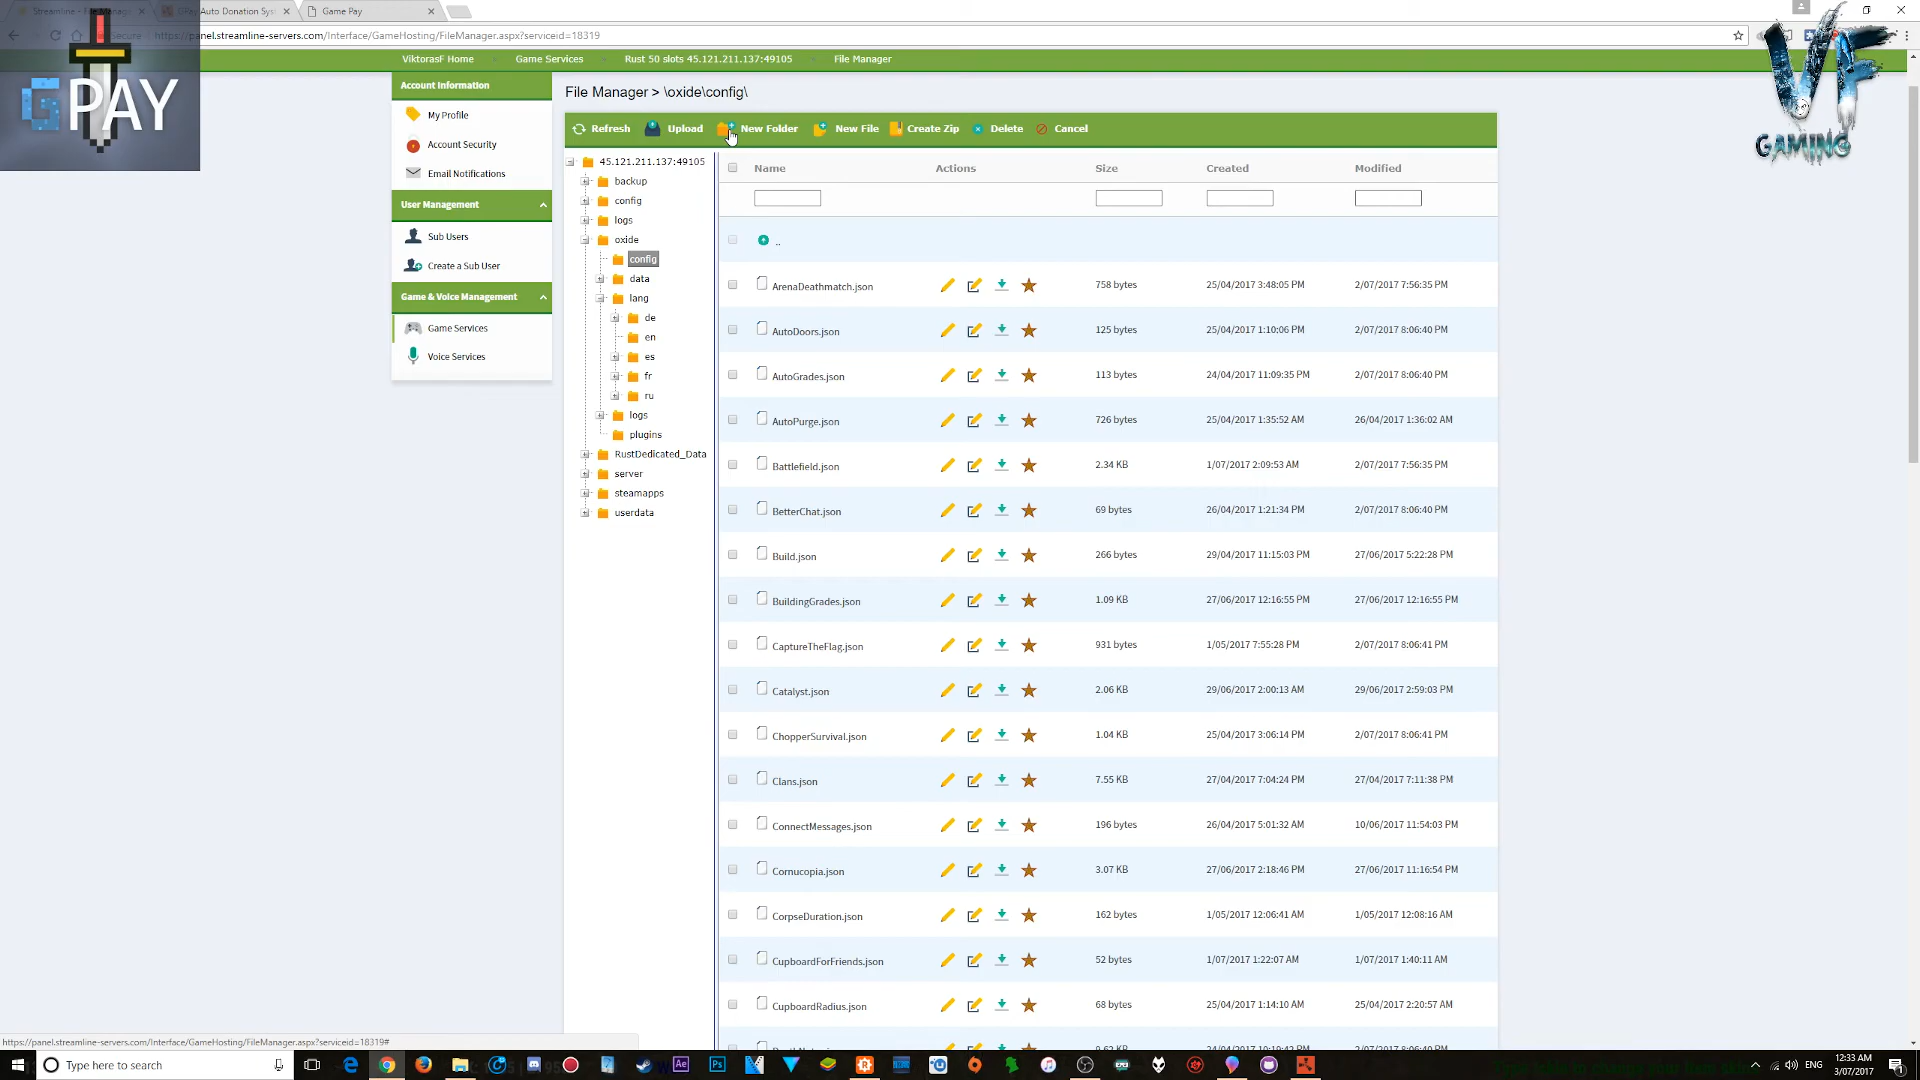 Streamline - File Manag
GPay Auto Donation Sys
Game Pay
Secure
https://panel.streamline-servers.com/Interface/GameHosting/FileManager.aspx?serviceid=18319
GPAY
VF
GAMING
ViktorasF Home
Game Services
Rust 50 slots 45.121.211.137:49105
File Manager
Account Information
My Profile
Account Security
Email Notifications
User Management
Sub Users
Create a Sub User
Game & Voice Management
Game Services
Voice Services
File Manager > \oxide\config\
Refresh Upload New Folder New File Create Zip Delete Cancel
45.121.211.137:49105
backup
config
logs
oxide
config
data
lang
de
en
es
fr
ru
logs
plugins
RustDedicated_Data
server
steamapps
userdata
Name Actions Size Created Modified
..
ArenaDeathmatch.json 758 bytes 25/04/2017 3:48:05 PM 2/07/2017 7:56:35 PM
AutoDoors.json 125 bytes 25/04/2017 1:10:06 PM 2/07/2017 8:06:40 PM
AutoGrades.json 113 bytes 24/04/2017 11:09:35 PM 2/07/2017 8:06:40 PM
AutoPurge.json 726 bytes 25/04/2017 1:35:52 AM 26/04/2017 1:36:02 AM
Battlefield.json 2.34 KB 1/07/2017 2:09:53 AM 2/07/2017 7:56:35 PM
BetterChat.json 69 bytes 26/04/2017 1:21:34 PM 2/07/2017 8:06:40 PM
Build.json 266 bytes 29/04/2017 11:15:03 PM 27/06/2017 5:22:28 PM
BuildingGrades.json 1.09 KB 27/06/2017 12:16:55 PM 27/06/2017 12:16:55 PM
CaptureTheFlag.json 931 bytes 1/05/2017 7:55:28 PM 2/07/2017 8:06:41 PM
Catalyst.json 2.06 KB 29/06/2017 2:00:13 AM 29/06/2017 2:59:03 PM
ChopperSurvival.json 1.04 KB 25/04/2017 3:06:14 PM 2/07/2017 8:06:41 PM
Clans.json 7.55 KB 27/04/2017 7:04:24 PM 27/04/2017 7:11:38 PM
ConnectMessages.json 196 bytes 26/04/2017 5:01:32 AM 10/06/2017 11:54:03 PM
Cornucopia.json 3.07 KB 27/06/2017 2:18:46 PM 27/06/2017 11:16:54 PM
CorpseDuration.json 162 bytes 1/05/2017 12:06:41 AM 1/05/2017 12:08:16 AM
CupboardForFriends.json 52 bytes 1/07/2017 1:22:07 AM 1/07/2017 1:40:11 AM
CupboardRadius.json 68 bytes 25/04/2017 1:14:10 AM 25/04/2017 2:20:57 AM
https://panel.streamline-servers.com/Interface/GameHosting/FileManager.aspx?serviceid=18319#
Type here to search
ENG
12:33 AM
3/07/2017